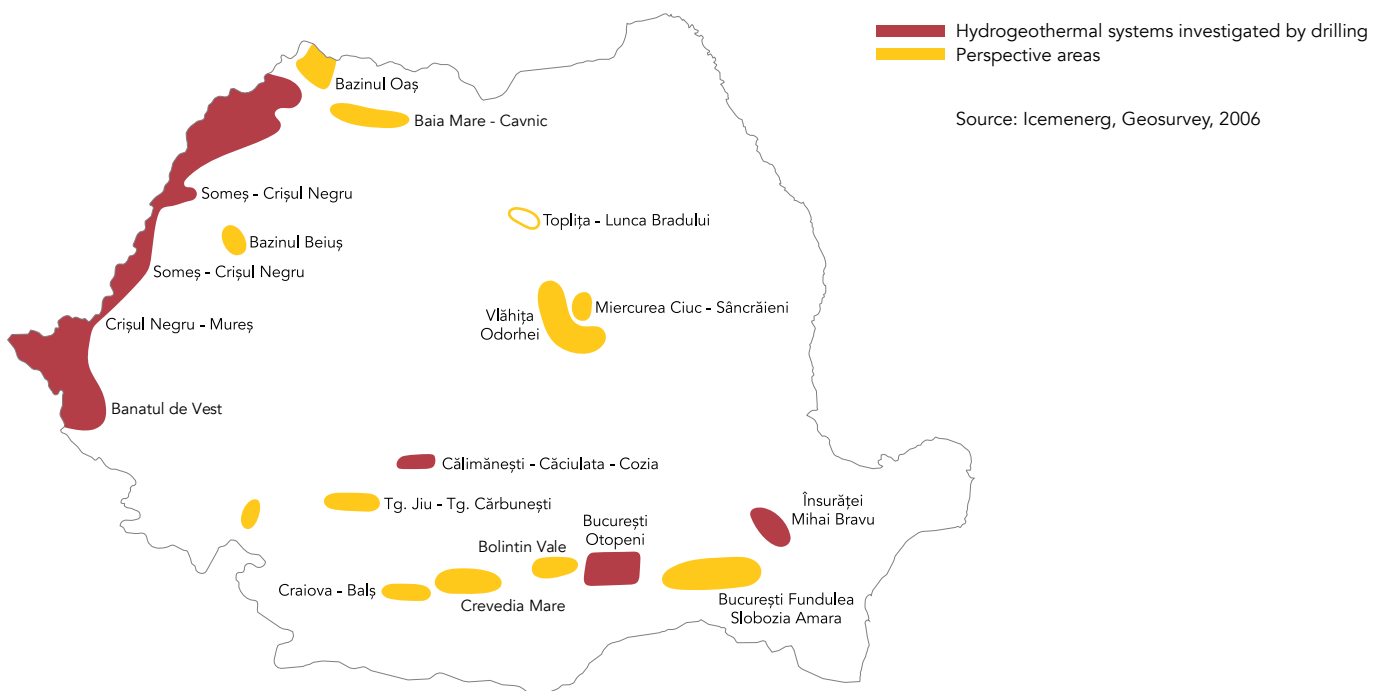 Hydrogeothermal systems investigated by drilling
Perspective areas
Source: Icemenerg, Geosurvey, 2006
Bazinul Oaș
Baia Mare - Cavnic
Someș - Crișul Negru
Toplița - Lunca Bradului
Bazinul Beiuș
Someș - Crișul Negru
Miercurea Ciuc - Sâncrăieni
Vlăhița
Odorhei
Crișul Negru - Mureș
Banatul de Vest
Călimănești - Căciulata - Cozia
Tg. Jiu - Tg. Cărbunești
Însurăței
Mihai Bravu
București
Otopeni
Bolintin Vale
Craiova - Balș
Crevedia Mare
București Fundulea
Slobozia Amara